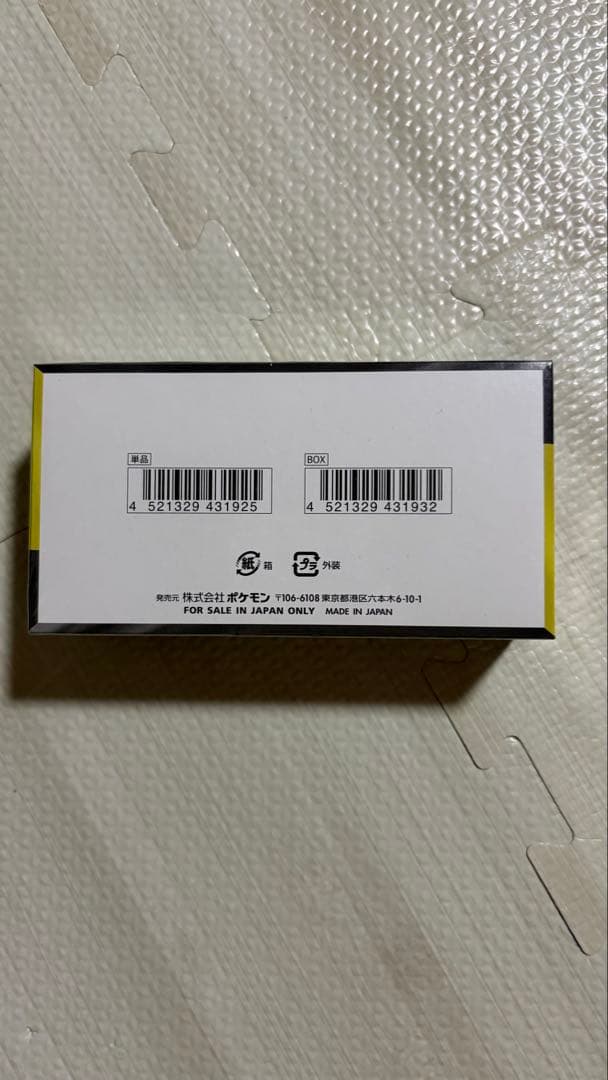 単品
4 521329 431925
BOX
4 521329 431932
紙 箱
プラ 外装
発売元 株式会社ポケモン 〒106-6108 東京都港区六本木6-10-1
FOR SALE IN JAPAN ONLY MADE IN JAPAN